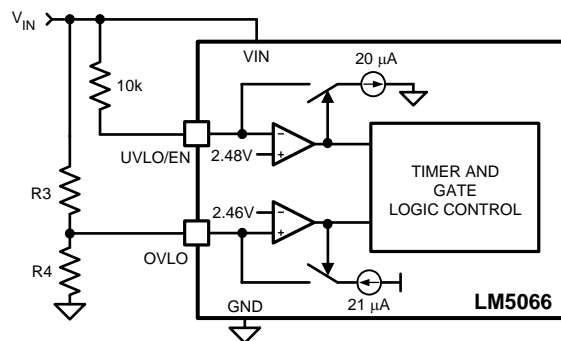 VIN
VIN
20 μA
10k
UVLO/EN
2.48V
TIMER AND
GATE
LOGIC CONTROL
R3
2.46V
OVLO
R4
GND
21 μA
LM5066